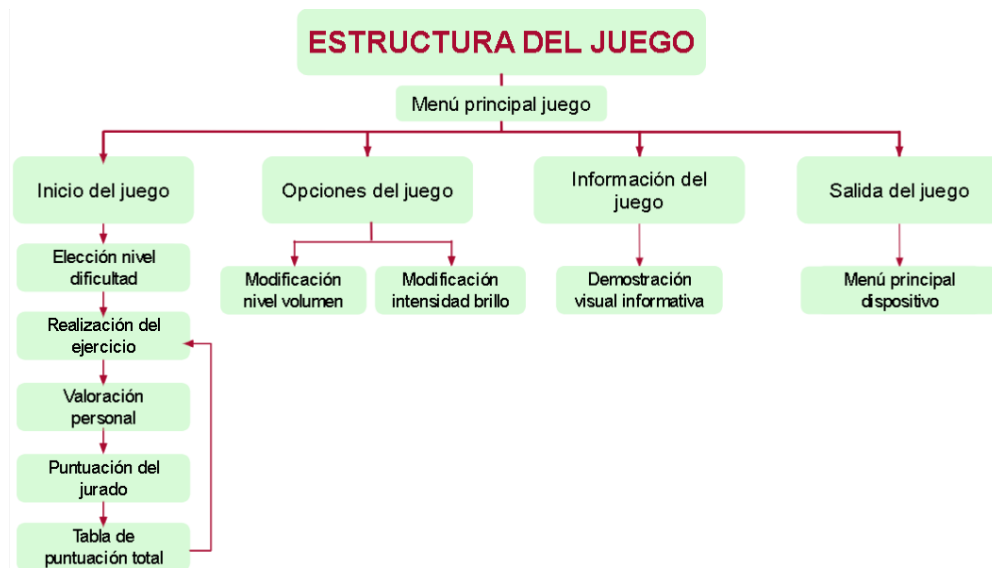 ESTRUCTURA DEL JUEGO
Menú principal juego
Inicio del juego
Opciones del juego
Información del
juego
Salida del juego
Elección nivel
dificultad
Modificación
nivel volumen
Modificación
intensidad brillo
Demostración
visual informativa
Menú principal
dispositivo
Realización del
ejercicio
Valoración
personal
Puntuación del
jurado
Tabla de
puntuación total